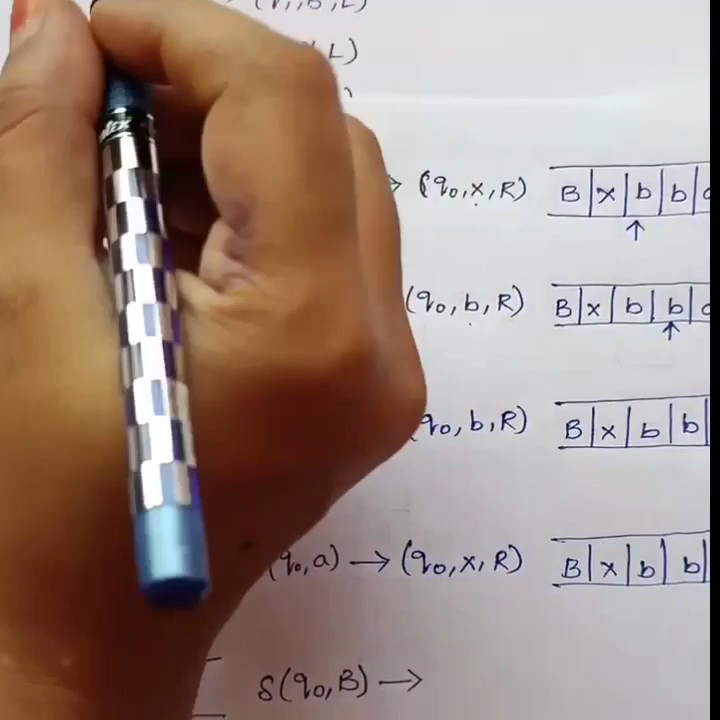 L)
→ (q₀, x, R) B | x | b | b |
(q₀, b, R) B | x | b | b |
(q₀, b, R) B | x | b | b |
(q₀, a) → (q₀, x, R) B | x | b | b |
δ(q₀, B) →